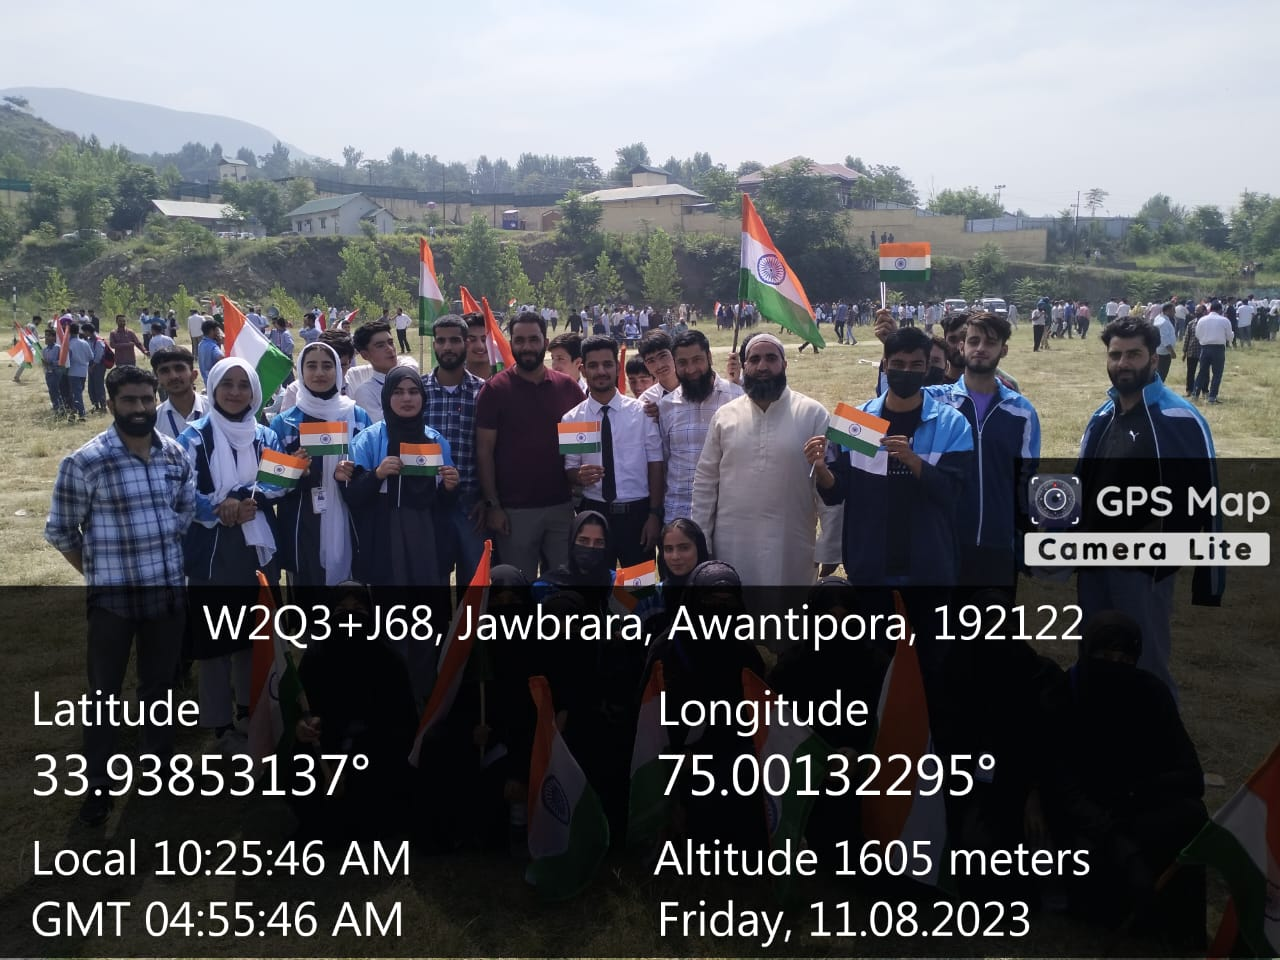 GPS Map
Camera Lite
W2Q3+J68, Jawbrara, Awantipora, 192122
Latitude
33.93853137°
Longitude
75.00132295°
Local 10:25:46 AM
GMT 04:55:46 AM
Altitude 1605 meters
Friday, 11.08.2023